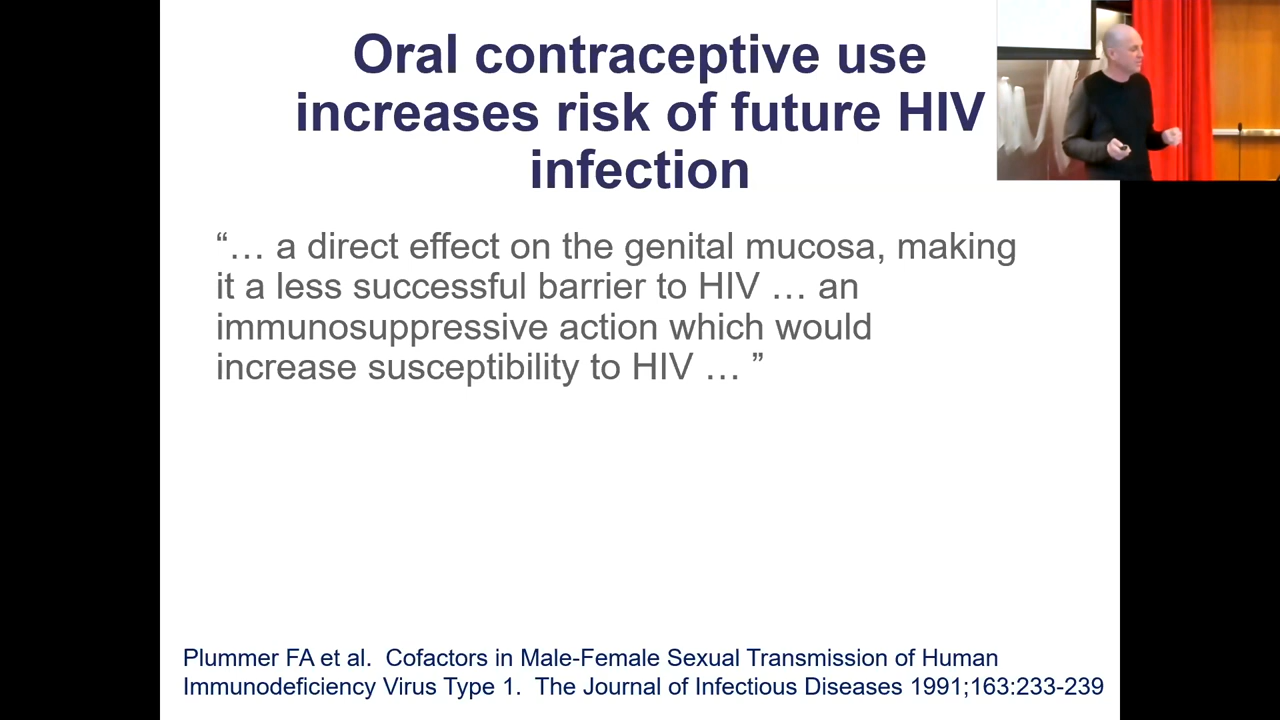 Oral contraceptive use
increases risk of future HIV
infection
“… a direct effect on the genital mucosa, making
it a less successful barrier to HIV … an
immunosuppressive action which would
increase susceptibility to HIV … ”
Plummer FA et al.  Cofactors in Male-Female Sexual Transmission of Human
Immunodeficiency Virus Type 1.  The Journal of Infectious Diseases 1991;163:233-239